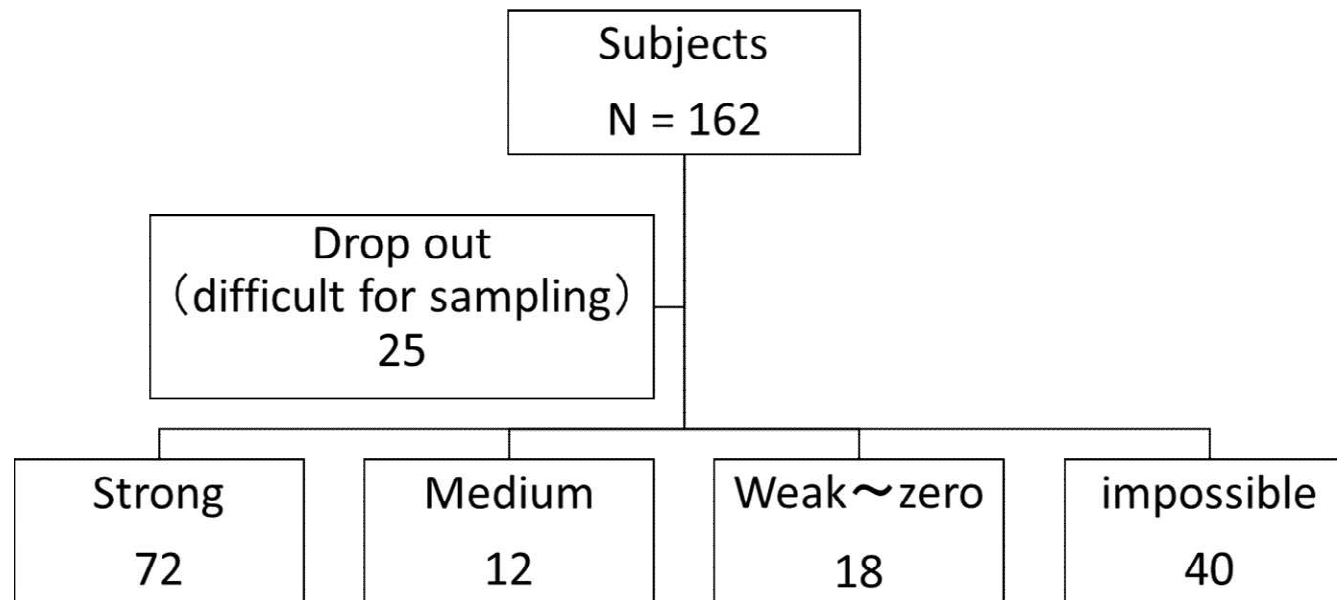 Subjects
N = 162
Drop out
（difficult for sampling）
25
Strong
72
Medium
12
Weak～zero
18
impossible
40